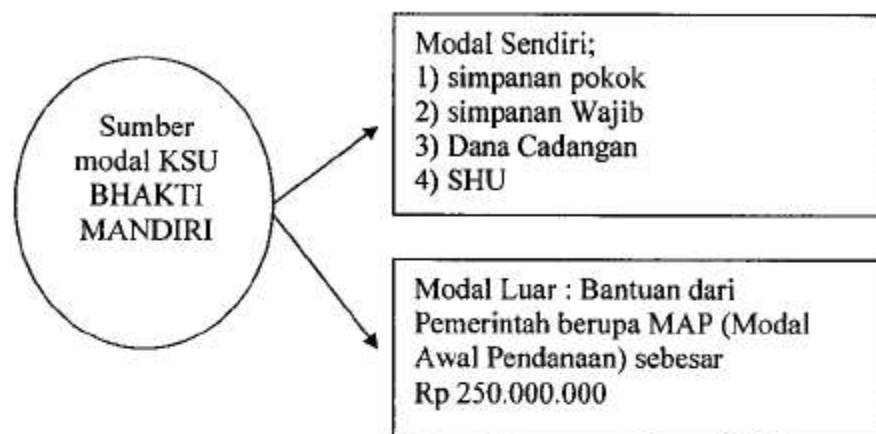 Sumber
modal KSU
BHAKTI
MANDIRI
Modal Sendiri;
1) simpanan pokok
2) simpanan Wajib
3) Dana Cadangan
4) SHU
Modal Luar : Bantuan dari
Pemerintah berupa MAP (Modal
Awal Pendanaan) sebesar
Rp 250.000.000